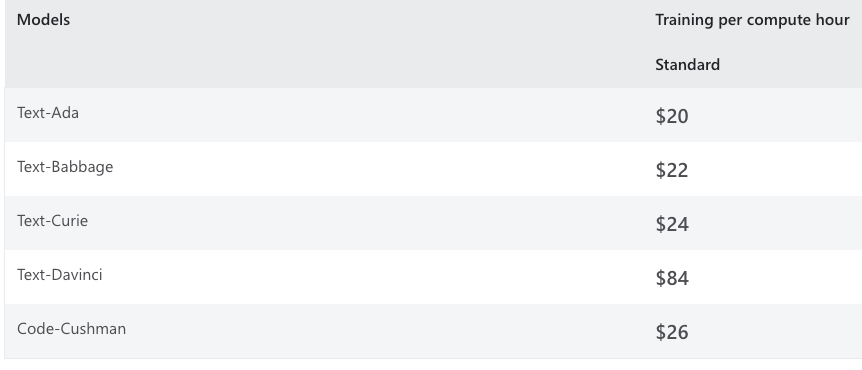 Models Training per compute hour
Standard
Text-Ada $20
Text-Babbage $22
Text-Curie $24
Text-Davinci $84
Code-Cushman $26